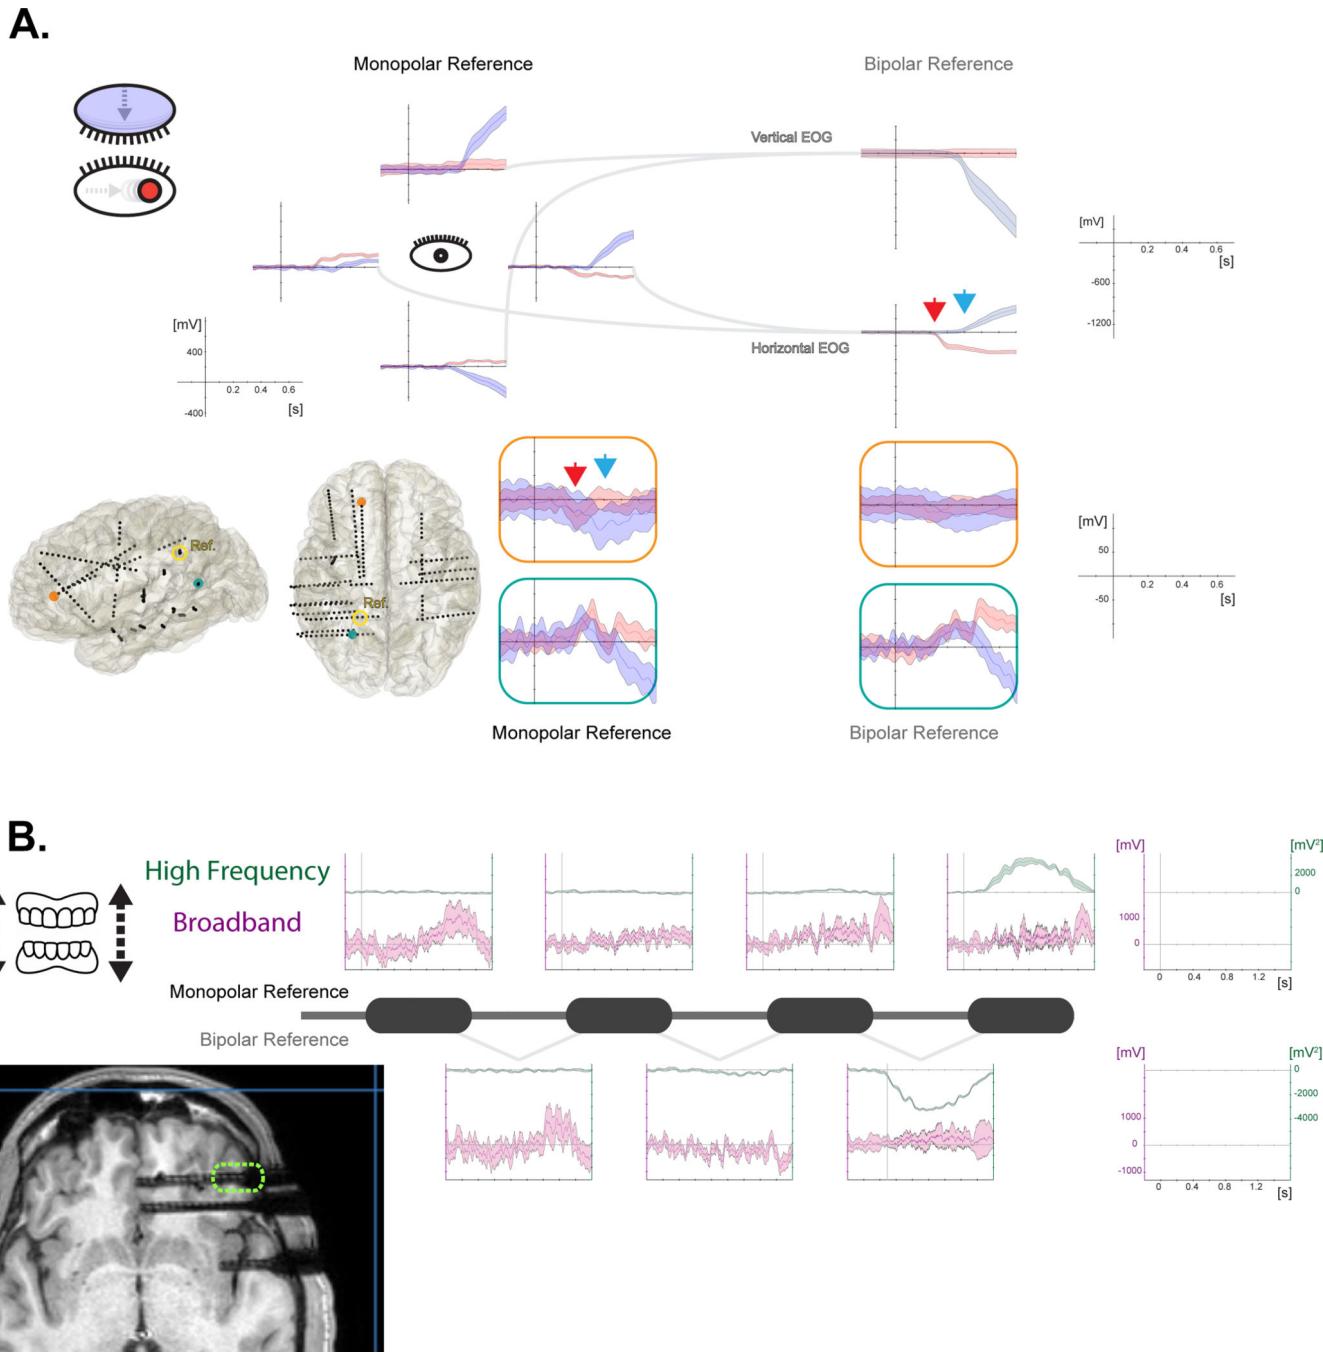 A.
Monopolar Reference
Bipolar Reference
Vertical EOG
[mV]
0.2 0.4 0.6
[s]
-600
-1200
Horizontal EOG
[mV]
400
0.2 0.4 0.6
-400
[s]
Ref.
Ref.
[mV]
50
0.2 0.4 0.6
-50
[s]
Monopolar Reference
Bipolar Reference
B.
High Frequency
Broadband
[mV]
[mV²]
2000
0
1000
0
0 0.4 0.8 1.2
[s]
Monopolar Reference
Bipolar Reference
[mV]
[mV²]
0
-2000
-4000
1000
0
-1000
0 0.4 0.8 1.2
[s]